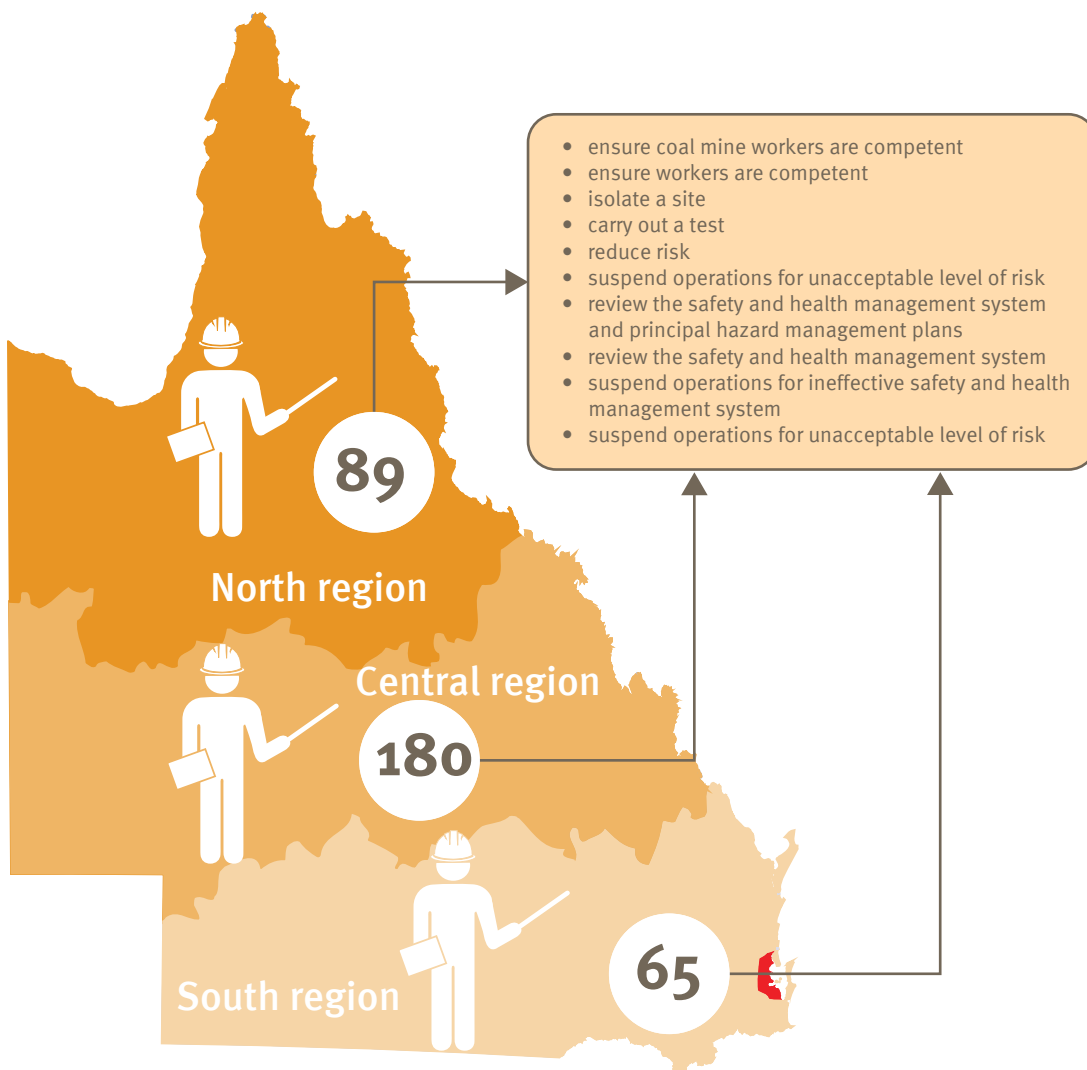 • ensure coal mine workers are competent
• ensure workers are competent
• isolate a site
• carry out a test
• reduce risk
• suspend operations for unacceptable level of risk
• review the safety and health management system
and principal hazard management plans
• review the safety and health management system
• suspend operations for ineffective safety and health
management system
• suspend operations for unacceptable level of risk
89
North region
Central region
180
65
South region